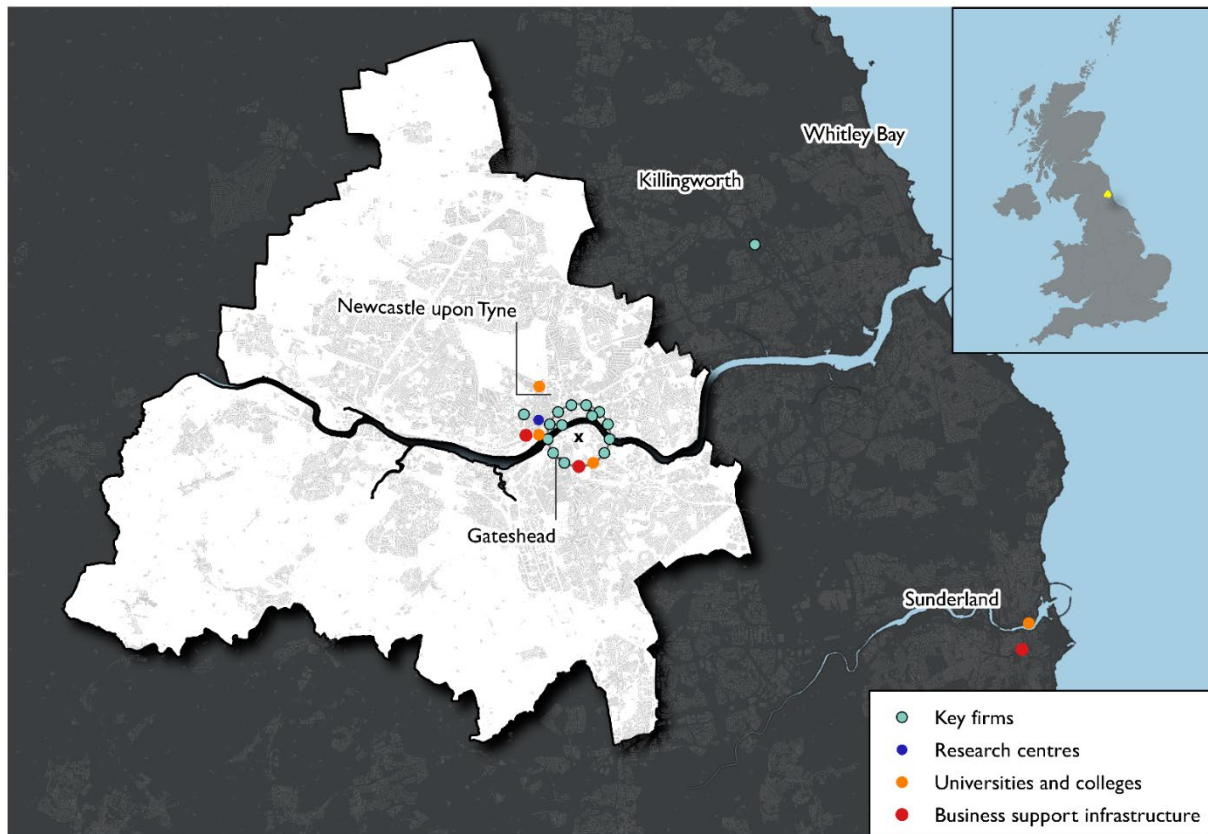 Whitley Bay
Killingworth
Newcastle upon Tyne
x
Gateshead
Sunderland
Key firms
Research centres
Universities and colleges
Business support infrastructure